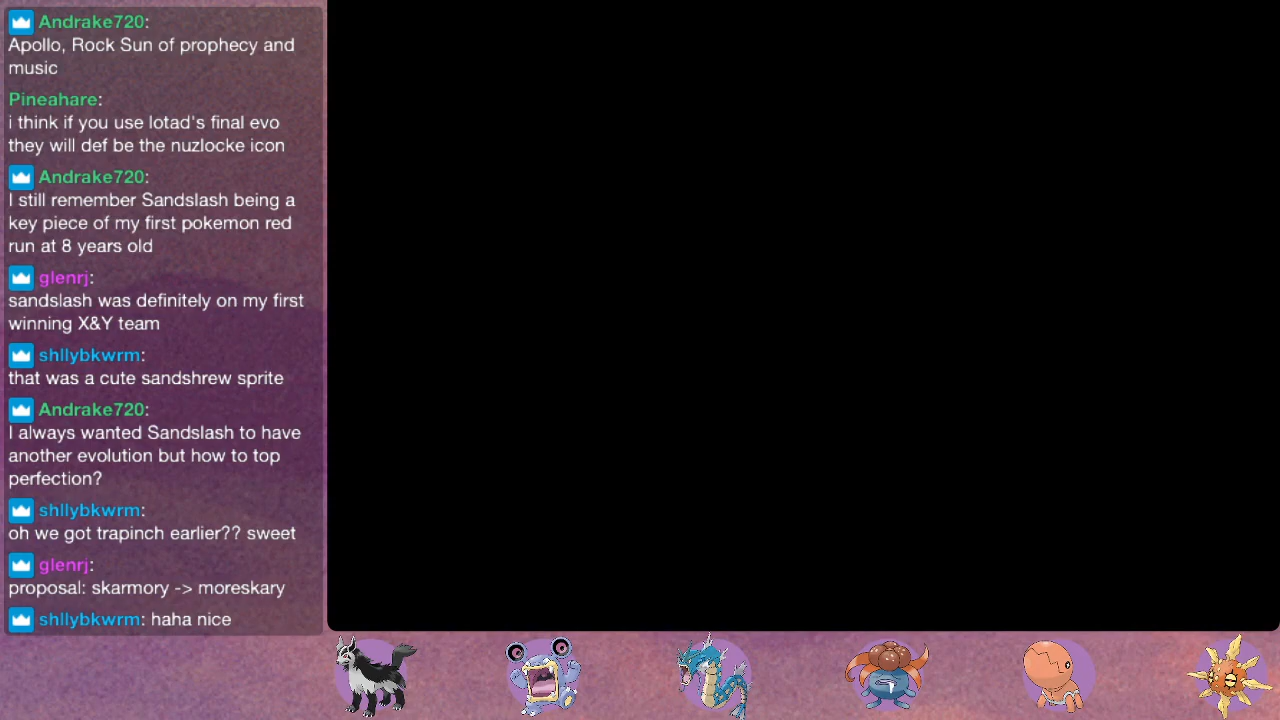 Andrake720:
Apollo, Rock Sun of prophecy and
music
Pineahare:
i think if you use lotad's final evo
they will def be the nuzlocke icon
Andrake720:
I still remember Sandslash being a
key piece of my first pokemon red
run at 8 years old
glenrj:
sandslash was definitely on my first
winning X&Y team
shllybkwrm:
that was a cute sandshrew sprite
Andrake720:
I always wanted Sandslash to have
another evolution but how to top
perfection?
shllybkwrm:
oh we got trapinch earlier?? sweet
glenrj:
proposal: skarmory -> moreskary
shllybkwrm: haha nice